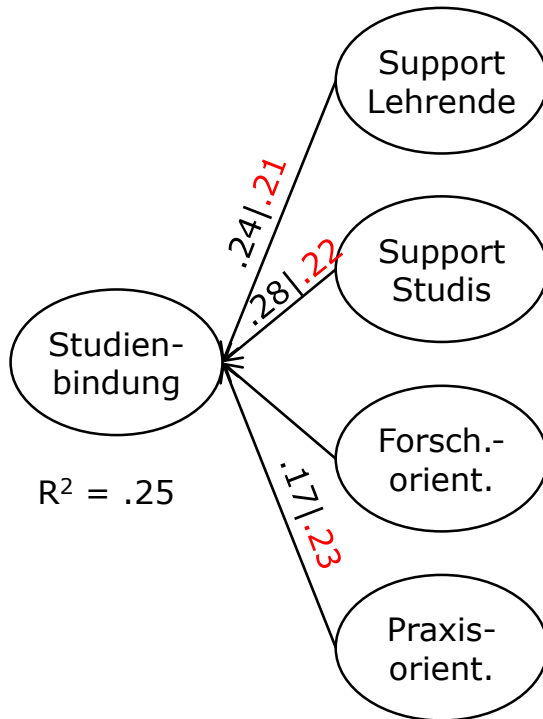 Support
Lehrende
.24|.21
Support
Studis
.28|.22
Studien-
bindung
Forsch.-
orient.
R² = .25
.17|.23
Praxis-
orient.